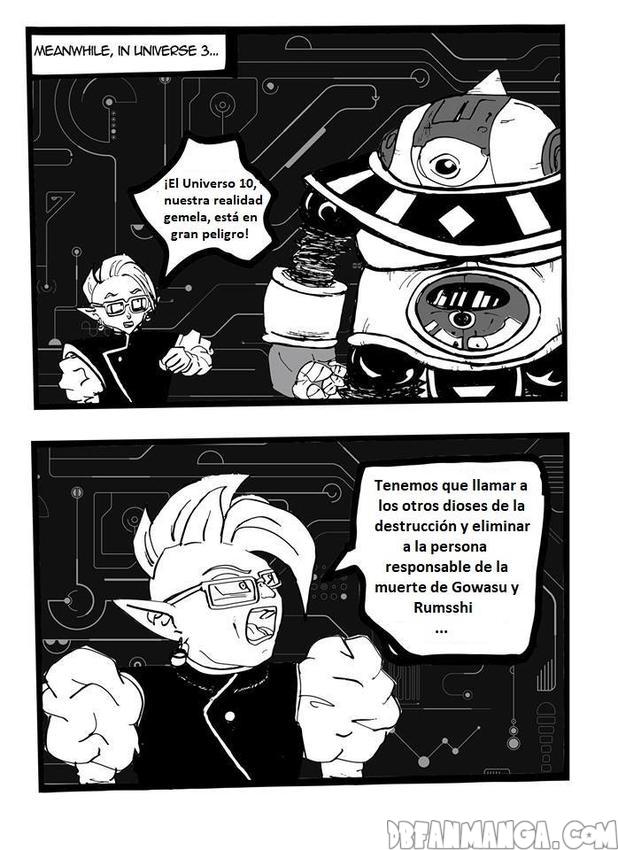 MEANWHILE, IN UNIVERSE 3...
¡El Universo 10,
nuestra realidad
gemela, está en
gran peligro!
Tenemos que llamar a
los otros dioses de la
destrucción y eliminar
a la persona
responsable de la
muerte de Gowasu y
Rumsshi
...
DBFANMANGA.COM